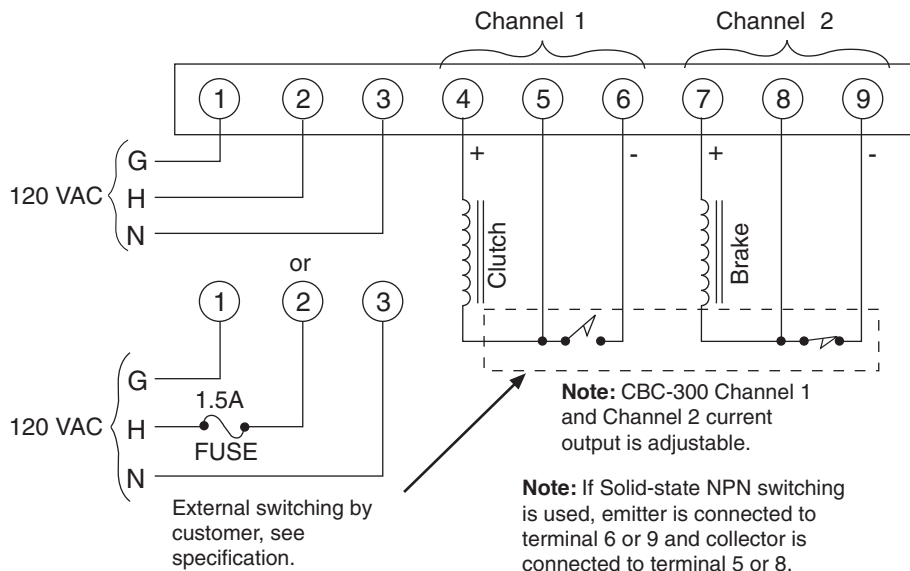 Channel 1
Channel 2
1 2 3 4 5 6 7 8 9
+ - + -
120 VAC
G
H
N
Clutch
Brake
or
1 2 3
120 VAC
G
H
N
1.5A
FUSE
External switching by
customer, see
specification.
Note: CBC-300 Channel 1
and Channel 2 current
output is adjustable.
Note: If Solid-state NPN switching
is used, emitter is connected to
terminal 6 or 9 and collector is
connected to terminal 5 or 8.